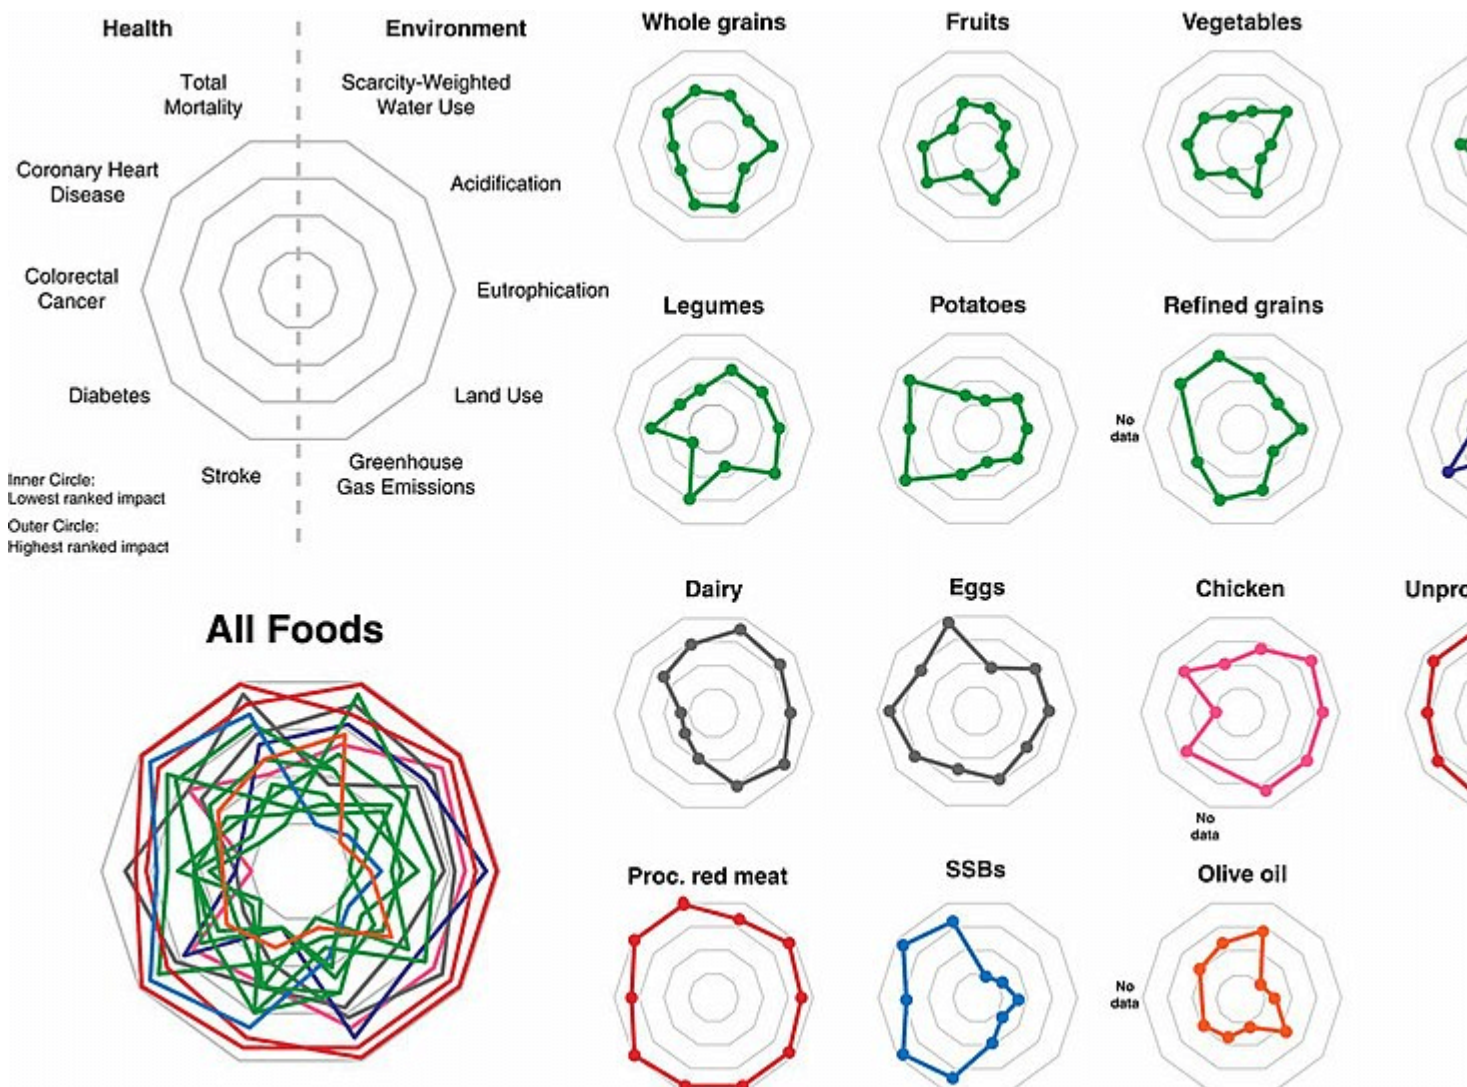 Health
Environment
Total
Mortality
Scarcity-Weighted
Water Use
Coronary Heart
Disease
Acidification
Colorectal
Cancer
Eutrophication
Diabetes
Land Use
Stroke
Greenhouse
Gas Emissions
Inner Circle:
Lowest ranked impact
Outer Circle:
Highest ranked impact
All Foods
Whole grains
Fruits
Vegetables
Legumes
Potatoes
Refined grains
No
data
Dairy
Eggs
Chicken
Unpro
No
data
Proc. red meat
SSBs
Olive oil
No
data